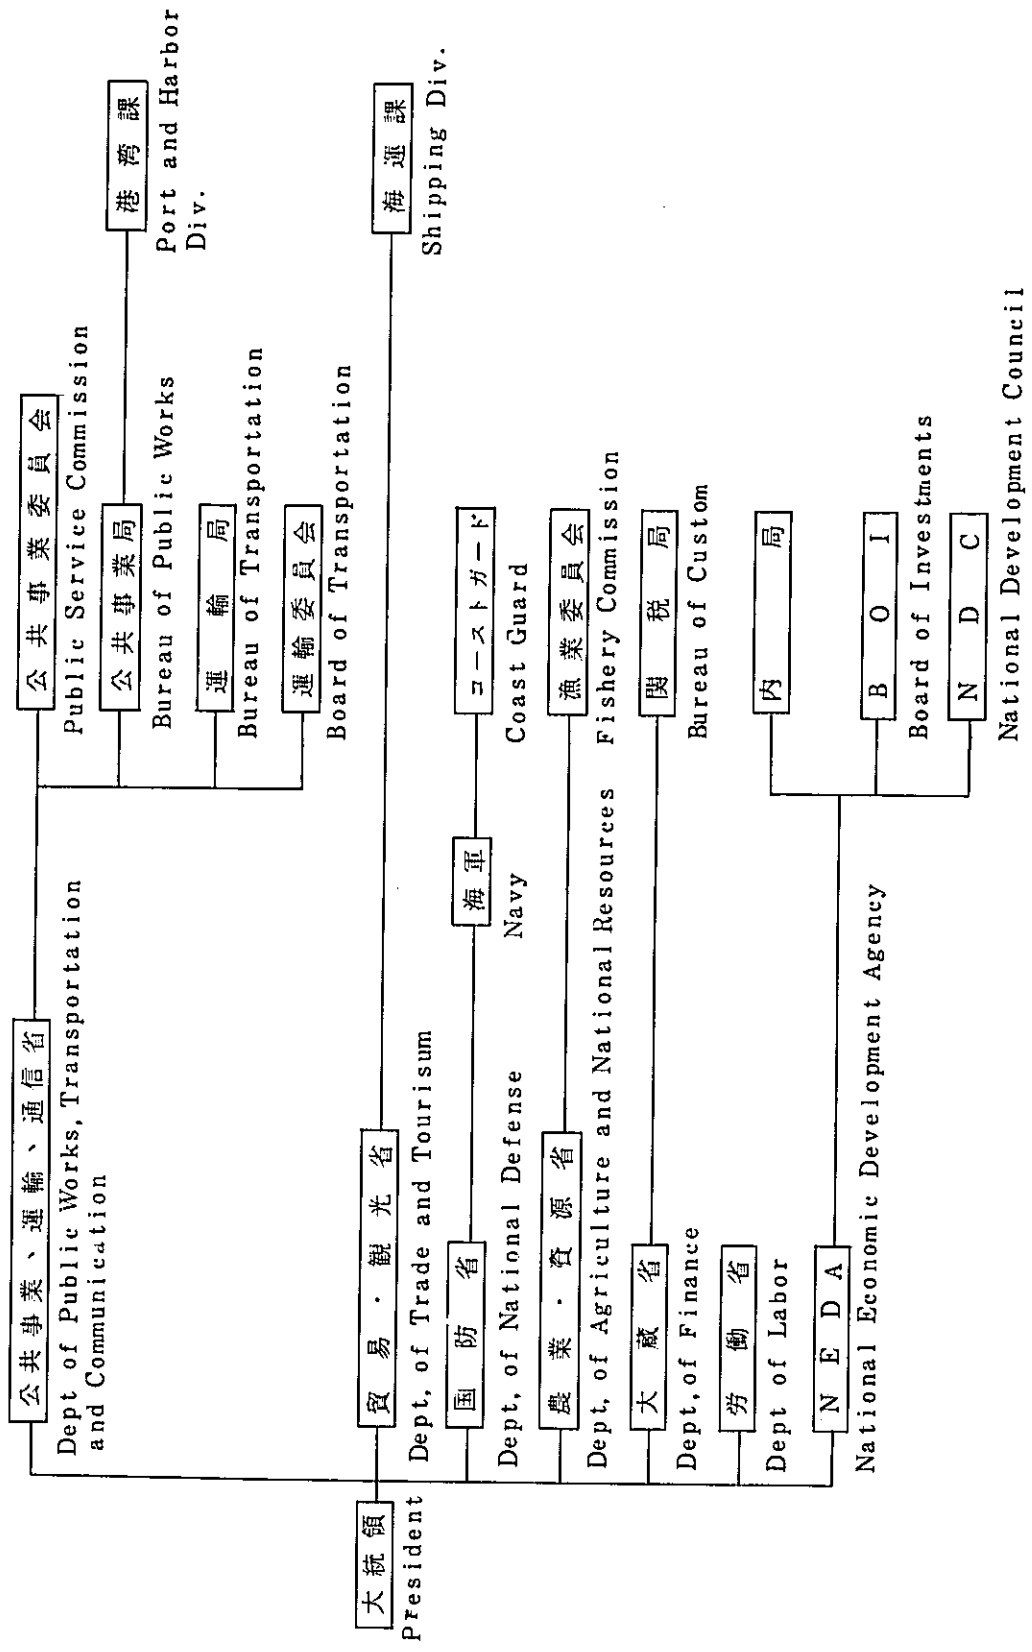 大統領
President
公共事業、運輸、通信省
Dept of Public Works, Transportation
and Communication
公共事業委員会
Public Service Commission
公共事業局
Bureau of Public Works
港湾課
Port and Harbor
Div.
運輸局
Bureau of Transportation
運輸委員会
Board of Transportation
貿易・観光省
Dept, of Trade and Tourisum
海運課
Shipping Div.
国防省
Dept, of National Defense
海軍
Navy
コーストガード
Coast Guard
農業・資源省
Dept, of Agriculture and National Resources
漁業委員会
Fishery Commission
大蔵省
Dept, of Finance
関税局
Bureau of Custom
労働省
Dept of Labor
NEDA
National Economic Development Agency
内局
BOI
Board of Investments
NDC
National Development Council